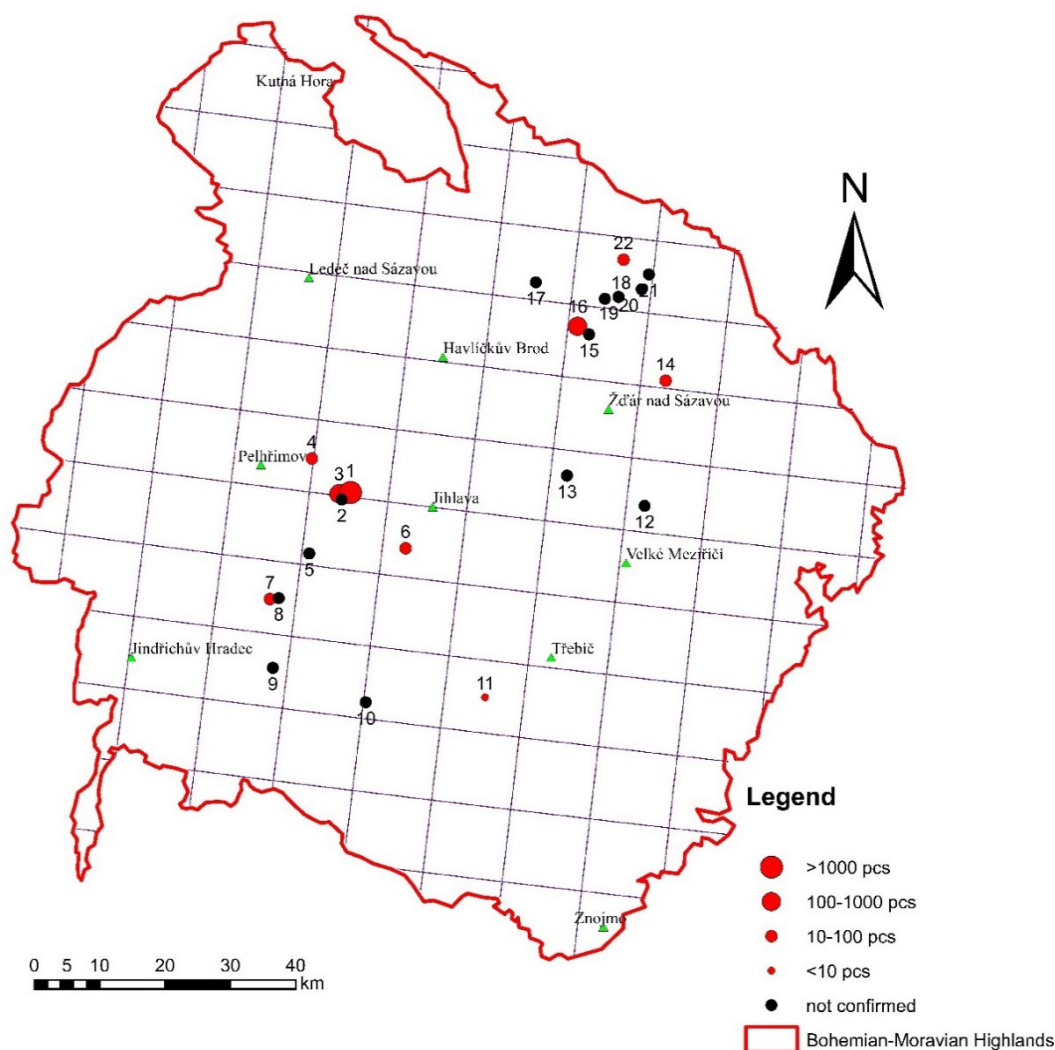 Kutná Hora
N
22
Ledeč nad Sázavou
17
18
21
19
20
16
15
Havlíčkův Brod
14
Žďár nad Sázavou
4
Pelhřimov
3
1
2
Jihlava
13
12
6
5
Velké Meziříčí
7
8
Jindřichův Hradec
Třebíč
9
10
11
Znojmo
Legend
>1000 pcs
100-1000 pcs
10-100 pcs
<10 pcs
not confirmed
Bohemian-Moravian Highlands
0 5 10 20 30 40
km